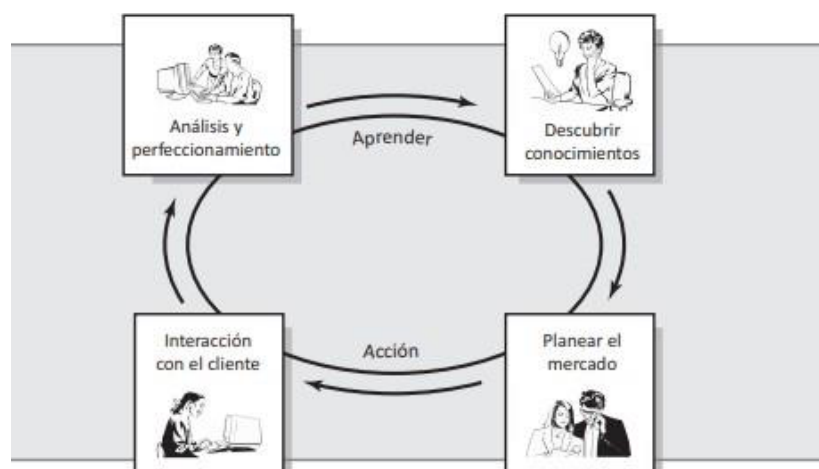 Análisis y
perfeccionamiento
Aprender
Descubrir
conocimientos
Interacción
con el cliente
Acción
Planear el
mercado